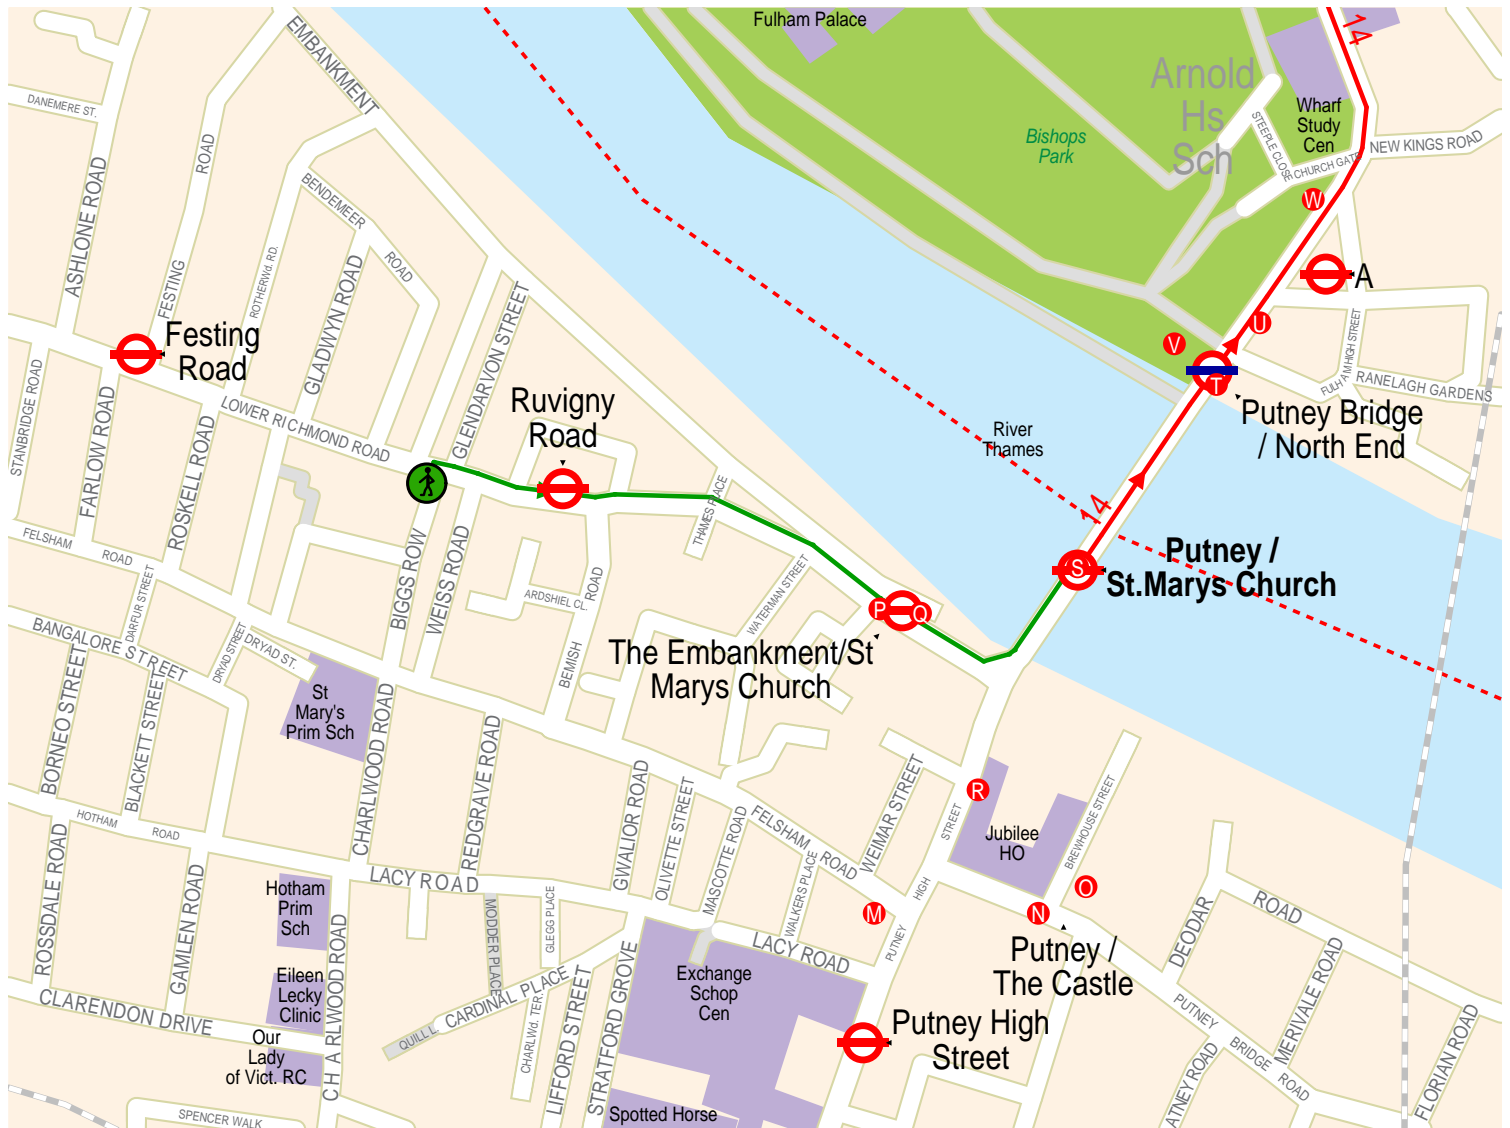 Fulham Palace
14
EMBANKMENT
Arnold
Hs
Sch
Wharf
Study
Cen
DANEMERE ST.
ASHLONE ROAD
ROAD
FESTING
Bishops
Park
STEEPLE CLOS
CHURCH GATE
NEW KINGS ROAD
W
BENDEMEER
ROAD
ROTHERWd. RD.
GLADWYN ROAD
GLENDARVON STREET
A
Festing
Road
V
U
T
FULHAM HIGH STREET
RANELAGH GARDENS
STANBRIDGE ROAD
FARLOW ROAD
ROSKELL ROAD
LOWER RICHMOND ROAD
Ruvigny
Road
River
Thames
Putney Bridge
/ North End
THAMES PLACE
14
FELSHAM
ROAD
BIGGS ROW
WEISS ROAD
S
Putney /
St.Marys Church
ARDSHIEL CL.
BEMISH
ROAD
WATERMAN STREET
P
Q
The Embankment/St
Marys Church
BANGALORE STREET
DARFUR STREET
DRYAD STREET
DRYAD ST.
BORNEO STREET
BLACKETT STREET
St
Mary's
Prim Sch
CHARLWOOD ROAD
REDGRAVE ROAD
GWALIOR ROAD
OLIVETTE STREET
MASCOTTE ROAD
FELSHAM
ROAD
WALKERS PLACE
WEIMAR STREET
R
STREET
HIGH
PUTNEY
Jubilee
HO
BREWHOUSE STREET
HOTHAM
ROAD
ROSSDALE ROAD
GAMLEN ROAD
LACY ROAD
M
N
O
Hotham
Prim
Sch
MODDER PLACE
GLEGG PLACE
LACY ROAD
Putney /
The Castle
DEODAR
ROAD
Eileen
Lecky
Clinic
CHARLWOOD ROAD
CLARENDON DRIVE
Exchange
Schop
Cen
QUILL L
CARDINAL PLACE
CHARLWd. TER.
LIFFORD STREET
STRATFORD GROVE
Putney High
Street
PUTNEY
BRIDGE
ROAD
MERIVALE ROAD
FLORIAN ROAD
ATNEY ROAD
Our
Lady
of Vict. RC
SPENCER WALK
Spotted Horse